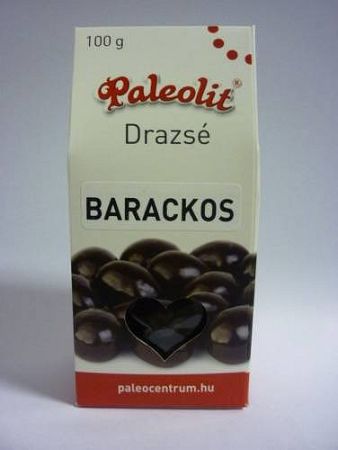 100 g
Paleolit®
Drazsé
BARACKOS
paleocentrum.hu